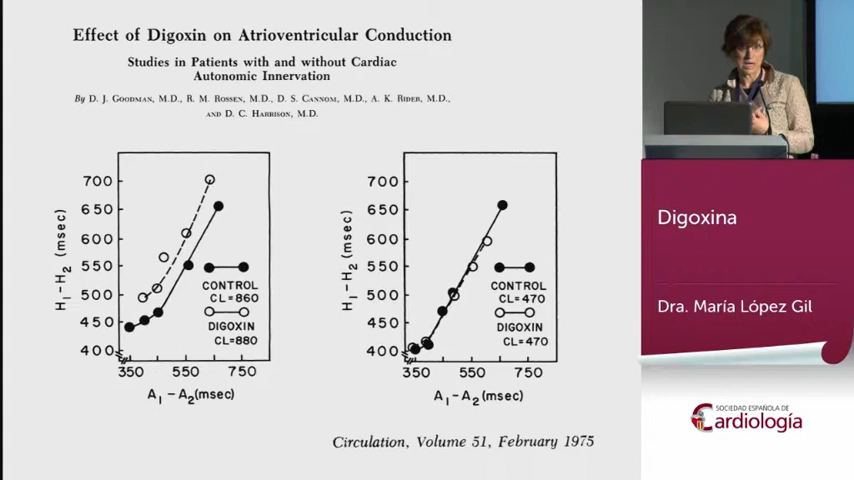 Effect of Digoxin on Atrioventricular Conduction
Studies in Patients with and without Cardiac
Autonomic Innervation
By D. J. GOODMAN, M.D., R. M. ROSSEN, M.D., D. S. CANNOM, M.D., A. K. RIDER, M.D.,
AND D. C. HARRISON, M.D.
700
650
600
550
500
450
400
H1-H2 (msec)
CONTROL
CL=860
DIGOXIN
CL=880
350 550 750
A1-A2(msec)
700
650
600
550
500
450
400
H1-H2 (msec)
CONTROL
CL=470
DIGOXIN
CL=470
350 550 750
A1-A2(msec)
Circulation, Volume 51, February 1975
Digoxina
Dra. María López Gil
SOCIEDAD ESPAÑOLA DE
Cardiología